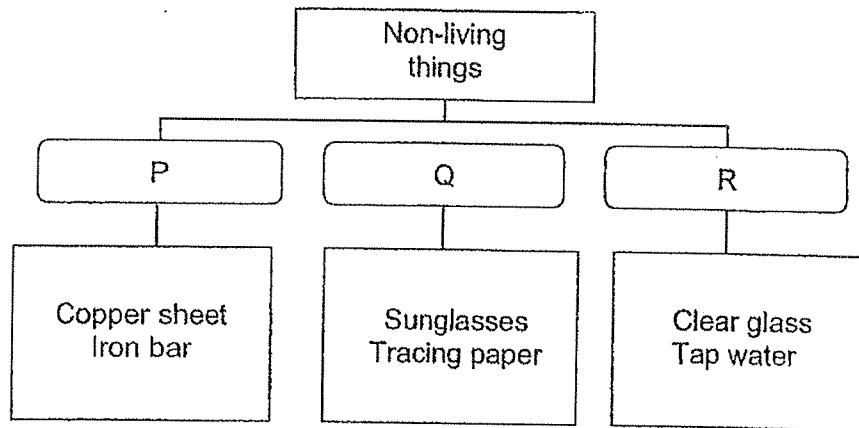 Non-living
things
P
Q
R
Copper sheet
Iron bar
Sunglasses
Tracing paper
Clear glass
Tap water